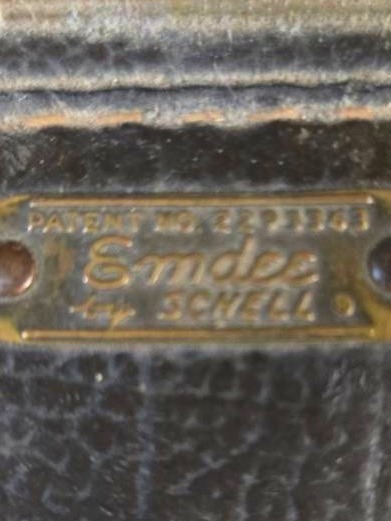 PATENT NO. 2293363
Emdee
by SCHELL